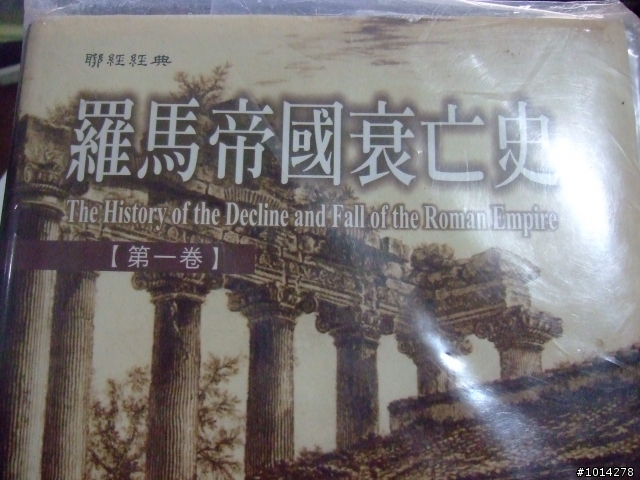 聯經經典
羅馬帝國衰亡史
The History of the Decline and Fall of the Roman Empire
【第一卷】
#1014278